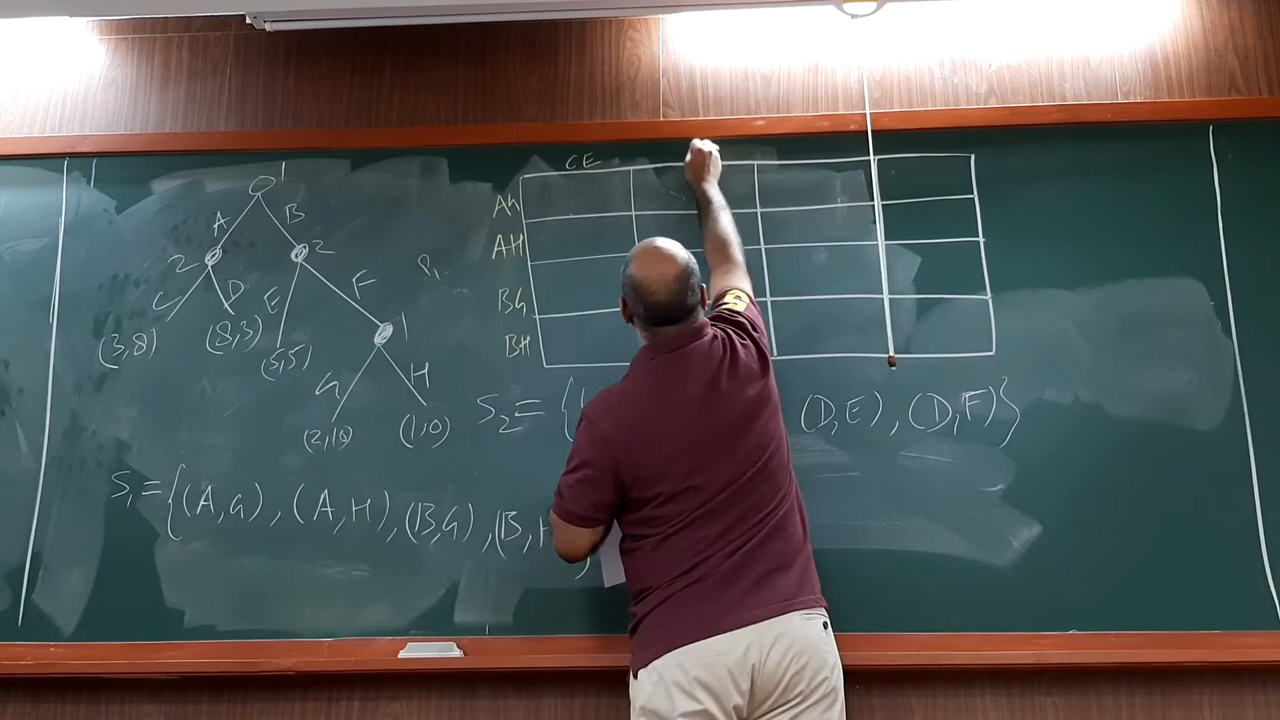 1
A B
2 2
C D E F
(3,8) (8,3) (5,5) 1
G H
(2,10) (1,0)
S₁ = {(A,G), (A,H), (B,G), (B,H
P₁
CE
AG
AH
BG
BH
S₂ = { (D,E), (D,F)}